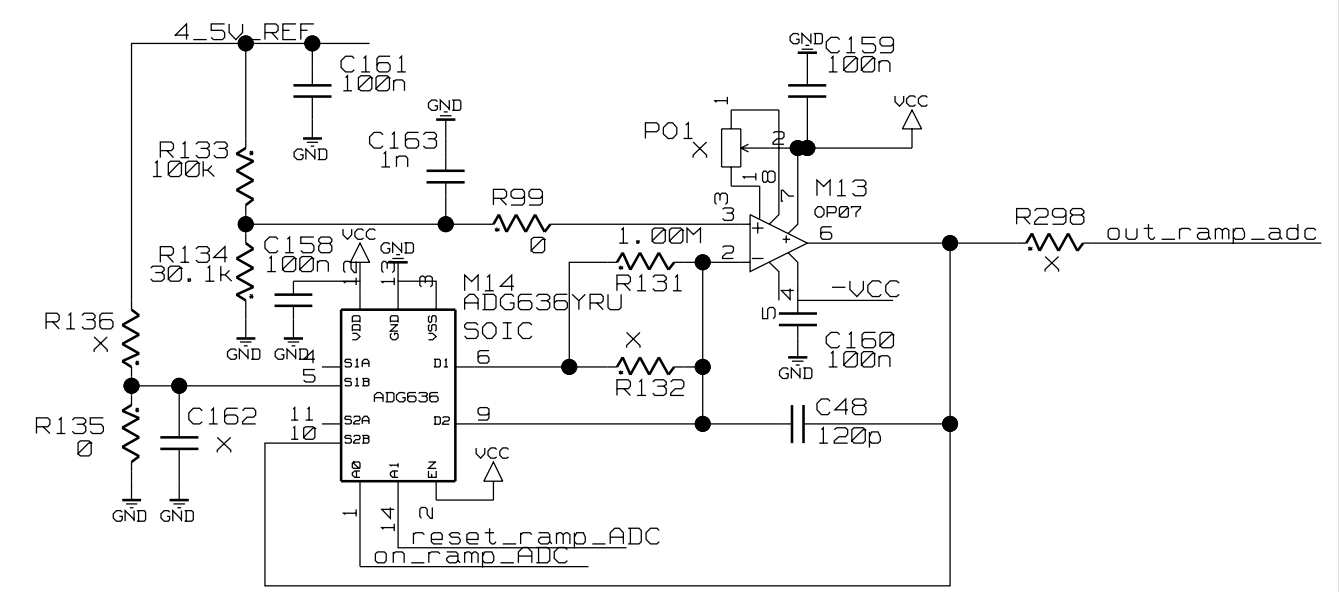 4_5V_REF
C161
100n
GND
R133
100k
GND
C163
1n
R99
0
R134
30.1k
GND
C158
100n
GND
VCC
GND
12
13
3
M14
ADG636YRU
SOIC
VDD
GND
VSS
4
S1A
D1
6
5
S1B
ADG636
11
S2A
D2
9
10
S2B
A0
A1
EN
1
14
2
VCC
reset_ramp_ADC
on_ramp_ADC
R136
X
R135
0
GND
C162
X
GND
GND
C159
100n
VCC
PO1
X
1
2
3
1
8
7
M13
OP07
3
+
+
6
2
-
4
5
-VCC
C160
100n
GND
1.00M
R131
X
R132
C48
120p
R298
X
out_ramp_adc